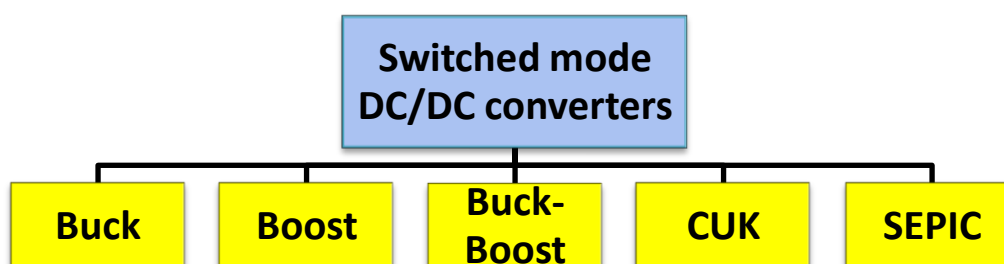 Switched mode
DC/DC converters
Buck
Boost
Buck-
Boost
CUK
SEPIC